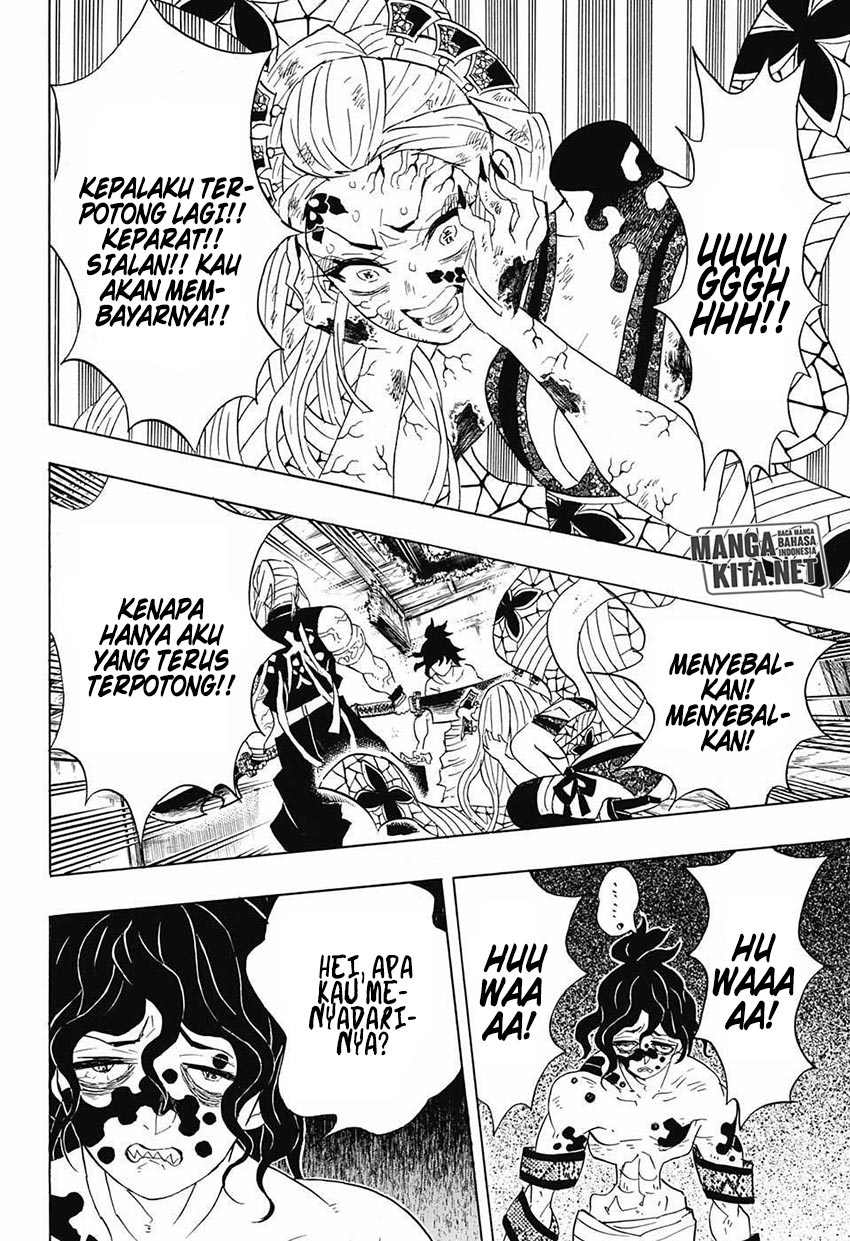 UUUU
GGGH
HHH!!
KEPALAKU TER-
POTONG LAGI!!
KEPARAT!!
SIALAN!! KAU
AKAN MEM-
BAYARNYA!!
MANGA
KITA.NET
BACA MANGA
BAHASA
INDONESIA
MENYEBAL-
KAN!
MENYEBAL-
KAN!
KENAPA
HANYA AKU
YANG TERUS
TERPOTONG!!
HU
WAAA
AA!
......
HUU
WAA
AA!
HEI, APA
KAU ME-
NYADARI-
NYA?